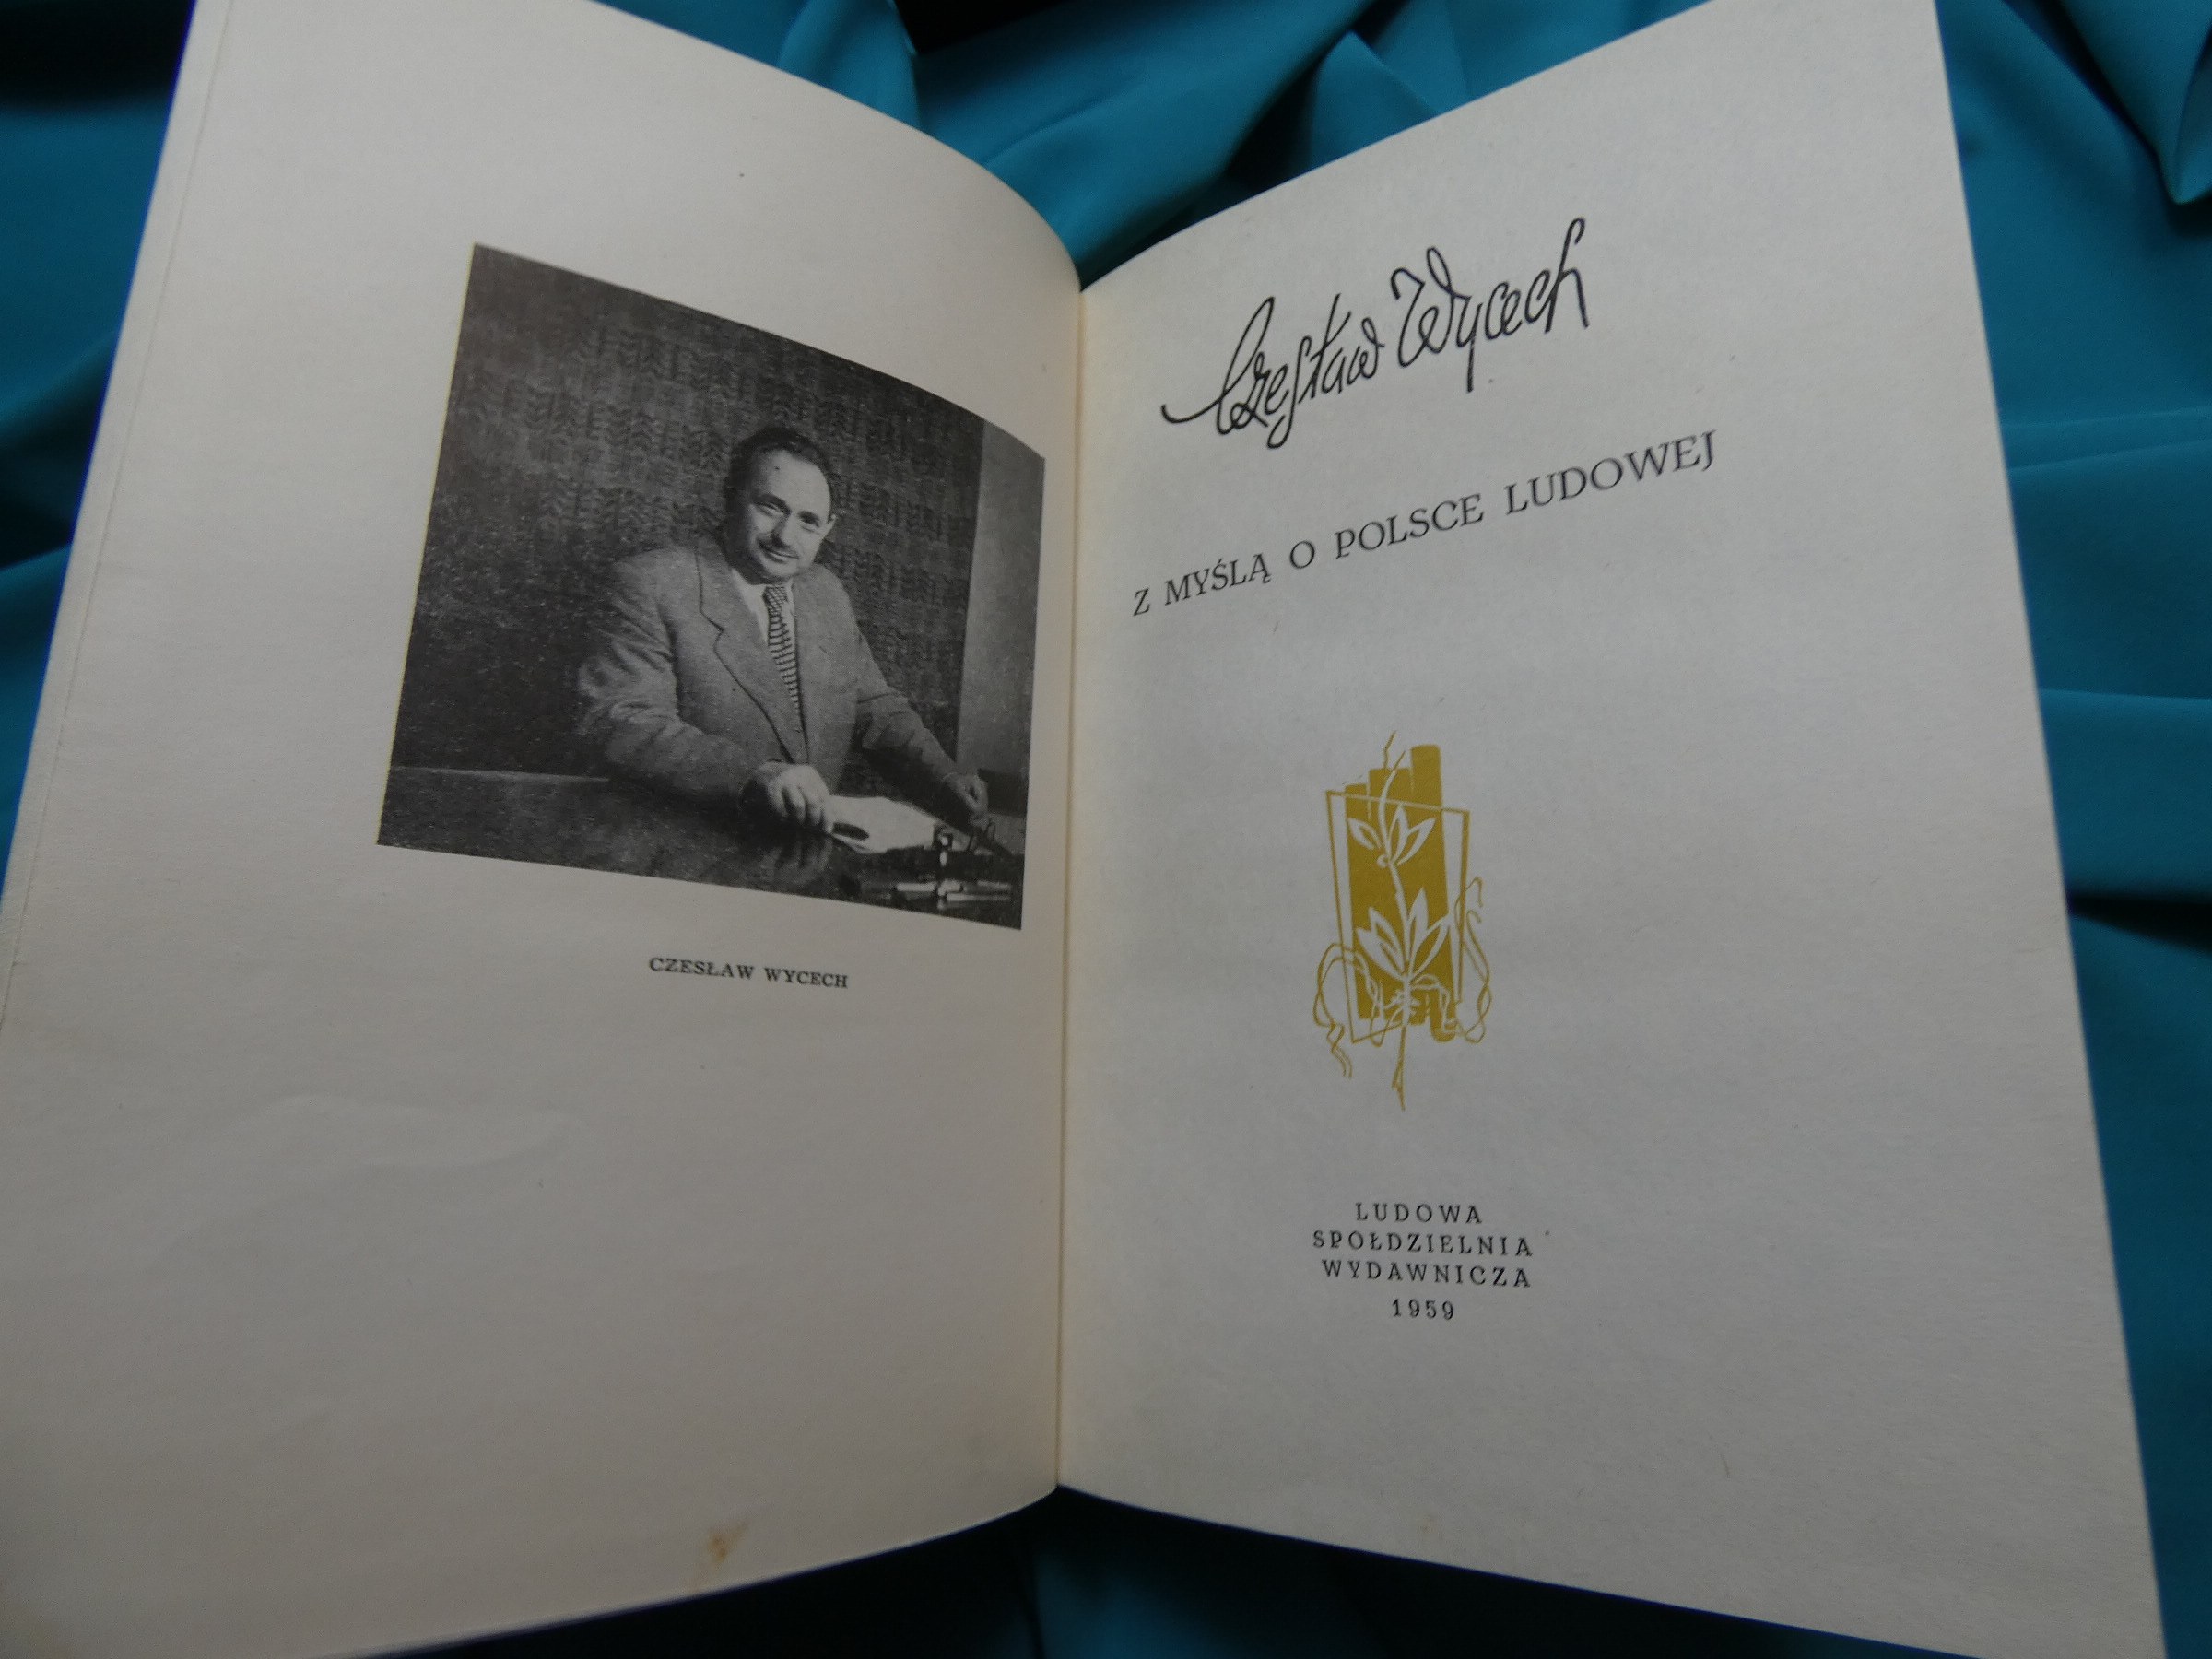 CZESŁAW WYCECH
Czesław Wycech
Z MYŚLĄ O POLSCE LUDOWEJ
LUDOWA
SPÓŁDZIELNIA
WYDAWNICZA
1959